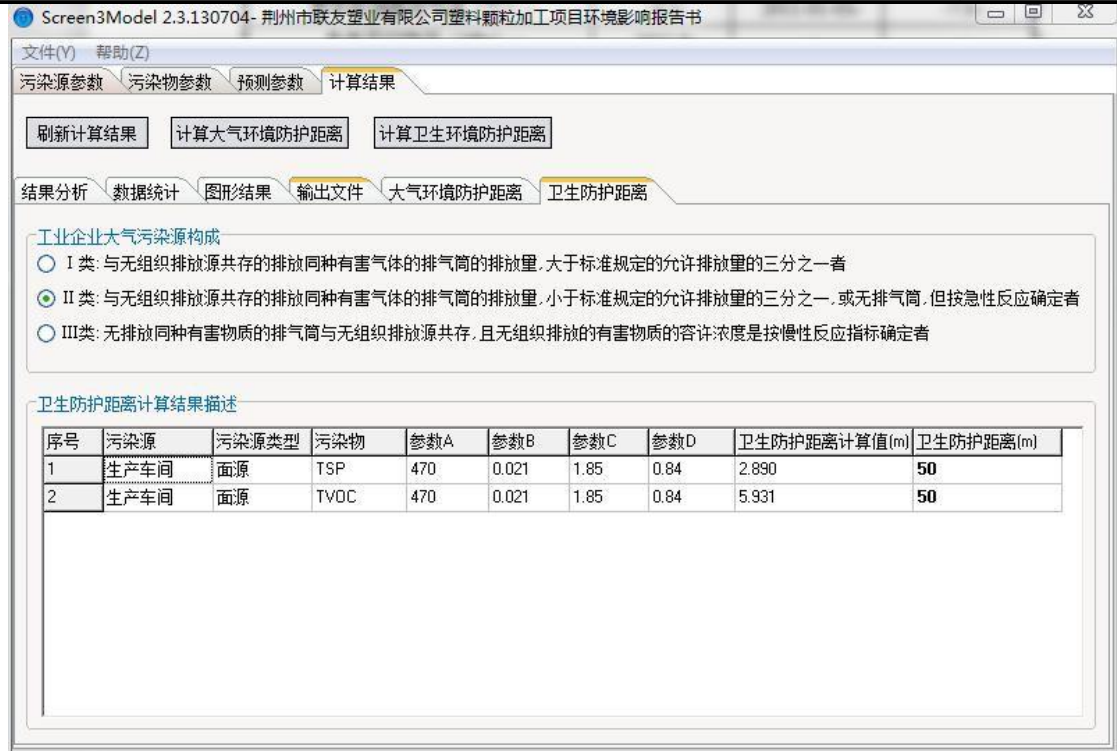 Screen3Model 2.3.130704- 荆州市联友塑业有限公司塑料颗粒加工项目环境影响报告书
文件(Y) 帮助(Z)
污染源参数 污染物参数 预测参数 计算结果
刷新计算结果 计算大气环境防护距离 计算卫生环境防护距离
结果分析 数据统计 图形结果 输出文件 大气环境防护距离 卫生防护距离
工业企业大气污染源构成
I 类: 与无组织排放源共存的排放同种有害气体的排气筒的排放量,大于标准规定的允许排放量的三分之一者
II 类: 与无组织排放源共存的排放同种有害气体的排气筒的排放量,小于标准规定的允许排放量的三分之一,或无排气筒,但按急性反应确定者
III类: 无排放同种有害物质的排气筒与无组织排放源共存,且无组织排放的有害物质的容许浓度是按慢性反应指标确定者
卫生防护距离计算结果描述
序号 污染源 污染源类型 污染物 参数A 参数B 参数C 参数D 卫生防护距离计算值(m) 卫生防护距离(m)
1 生产车间 面源 TSP 470 0.021 1.85 0.84 2.890 50
2 生产车间 面源 TVOC 470 0.021 1.85 0.84 5.931 50